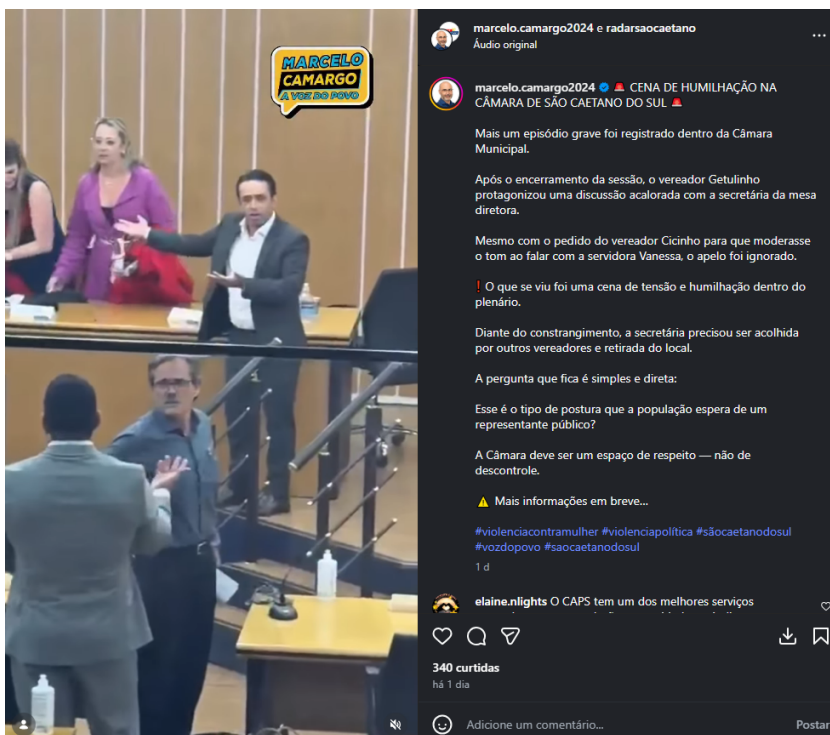 MARCELO
CAMARGO
A VOZ DO POVO
marcelo.camargo2024 e radarsaocaetano
Áudio original
marcelo.camargo2024 🚨 CENA DE HUMILHAÇÃO NA
CÂMARA DE SÃO CAETANO DO SUL 🚨
Mais um episódio grave foi registrado dentro da Câmara
Municipal.
Após o encerramento da sessão, o vereador Getulinho
protagonizou uma discussão acalorada com a secretária da mesa
diretora.
Mesmo com o pedido do vereador Cicinho para que moderasse
o tom ao falar com a servidora Vanessa, o apelo foi ignorado.
❗O que se viu foi uma cena de tensão e humilhação dentro do
plenário.
Diante do constrangimento, a secretária precisou ser acolhida
por outros vereadores e retirada do local.
A pergunta que fica é simples e direta:
Esse é o tipo de postura que a população espera de um
representante público?
A Câmara deve ser um espaço de respeito — não de
descontrole.
⚠️ Mais informações em breve...
#violenciacontramulher #violenciapolítica #sãocaetanodosul
#vozdopovo #saocaetanodosul
1 d
elaine.nlights O CAPS tem um dos melhores serviços
340 curtidas
há 1 dia
Adicione um comentário...
Postar